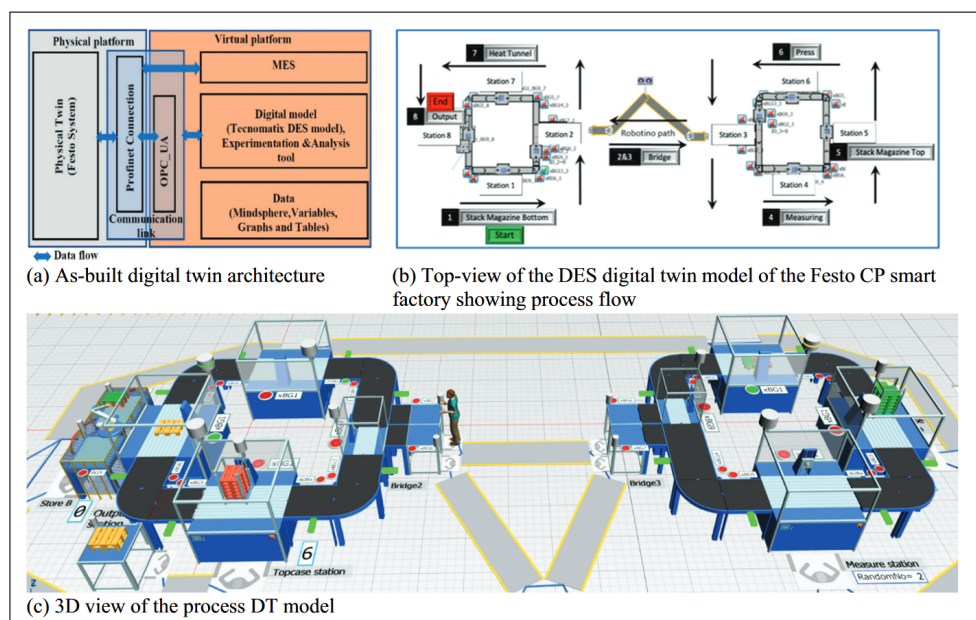 Physical platform
Virtual platform
Physical Twin
(Festo System)
Profinet Connection
OPC_UA
Communication
link
MES
Digital model
(Tecnomatix DES model),
Experimentation &Analysis
tool
Data
(Mindsphere,Variables,
Graphs and Tables)
Data flow
(a) As-built digital twin architecture
7 Heat Tunnel
Station 7
End
8 Output
Station 8
Station 2
Station 1
1 Stack Magazine Bottom
Start
Robotino path
2&3 Bridge
6 Press
Station 6
Station 3
Station 5
5 Stack Magazine Top
Station 4
4 Measuring
(b) Top-view of the DES digital twin model of the Festo CP smart
factory showing process flow
xBG1
xBG1
Bridge2
Bridge3
Store B
0
Output
6
Topcase station
Measure station
RandomNo= 2
z
(c) 3D view of the process DT model